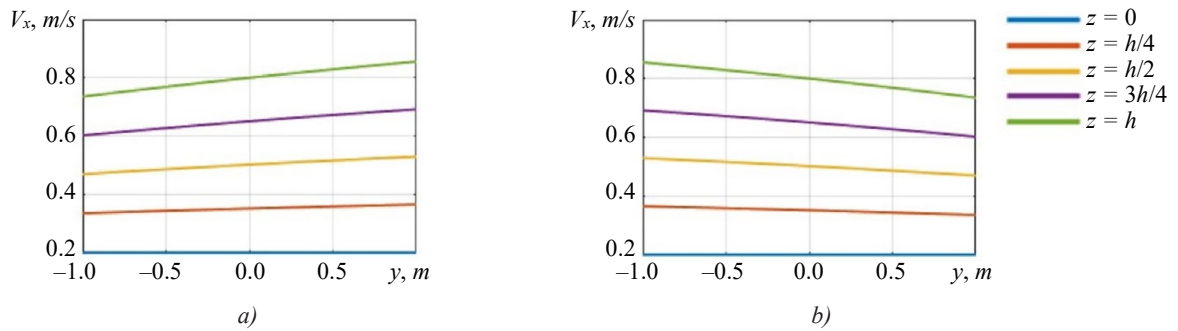 Vx, m/s
0.8
0.6
0.4
0.2
–1.0 –0.5 0.0 0.5 y, m
a)
Vx, m/s
0.8
0.6
0.4
0.2
–1.0 –0.5 0.0 0.5 y, m
b)
z = 0
z = h/4
z = h/2
z = 3h/4
z = h